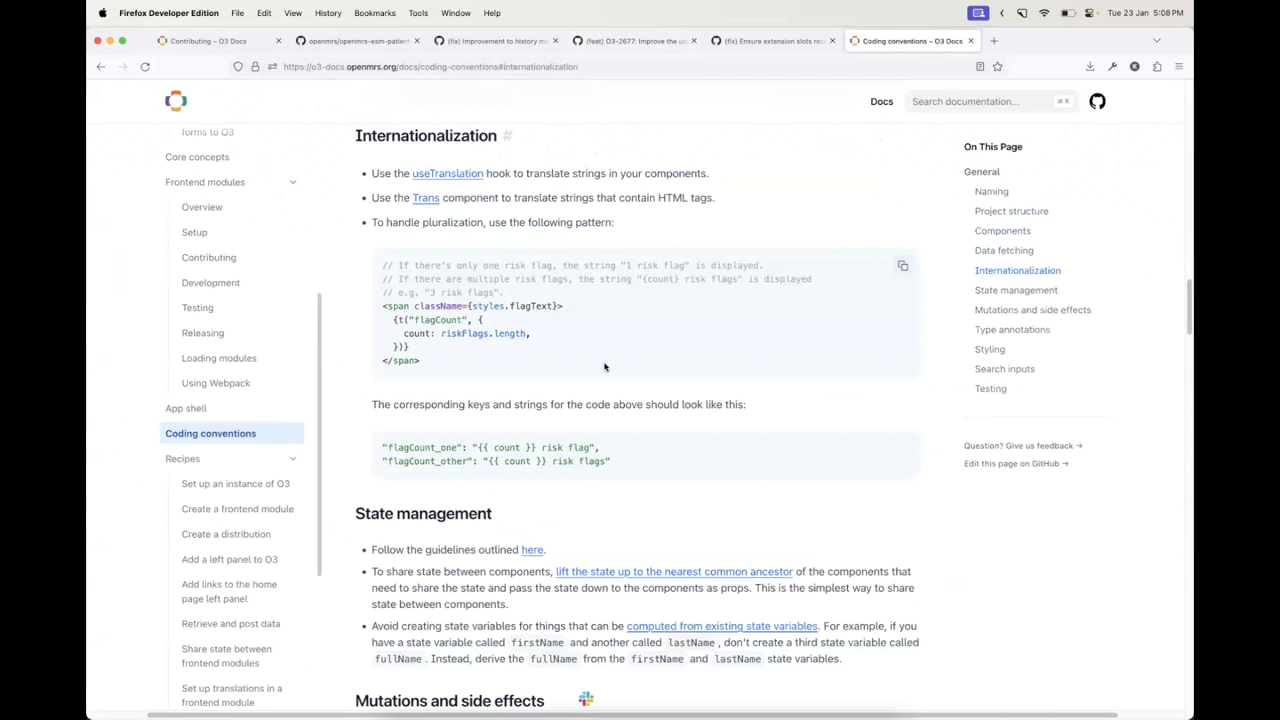 Firefox Developer Edition File Edit View History Bookmarks Tools Window Help Tue 23 Jan 5:08 PM
Contributing – O3 Docs openmrs/openmrs-esm-patient (fix) Improvement to history m (feat) O3-2677: Improve the us (fix) Ensure extension slots rec Coding conventions – O3 Docs
https://o3-docs.openmrs.org/docs/coding-conventions#internationalization
Docs Search documentation... ⌘ K
forms to O3
Core concepts
Frontend modules
Overview
Setup
Contributing
Development
Testing
Releasing
Loading modules
Using Webpack
App shell
Coding conventions
Recipes
Set up an instance of O3
Create a frontend module
Create a distribution
Add a left panel to O3
Add links to the home
page left panel
Retrieve and post data
Share state between
frontend modules
Set up translations in a
frontend module
Internationalization #
• Use the useTranslation hook to translate strings in your components.
• Use the Trans component to translate strings that contain HTML tags.
• To handle pluralization, use the following pattern:
// If there's only one risk flag, the string "1 risk flag" is displayed.
// If there are multiple risk flags, the string "{count} risk flags" is displayed
// e.g. "3 risk flags".
<span className={styles.flagText}>
{t("flagCount", {
count: riskFlags.length,
})}
</span>
The corresponding keys and strings for the code above should look like this:
"flagCount_one": "{{ count }} risk flag",
"flagCount_other": "{{ count }} risk flags"
State management
• Follow the guidelines outlined here.
• To share state between components, lift the state up to the nearest common ancestor of the components that
need to share the state and pass the state down to the components as props. This is the simplest way to share
state between components.
• Avoid creating state variables for things that can be computed from existing state variables. For example, if you
have a state variable called firstName and another called lastName, don't create a third state variable called
fullName. Instead, derive the fullName from the firstName and lastName state variables.
Mutations and side effects
On This Page
General
Naming
Project structure
Components
Data fetching
Internationalization
State management
Mutations and side effects
Type annotations
Styling
Search inputs
Testing
Question? Give us feedback →
Edit this page on GitHub →